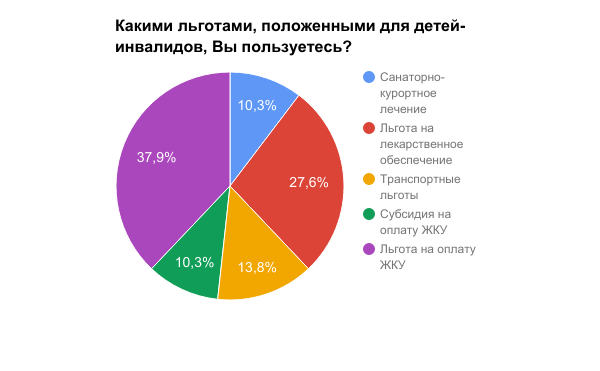 Какими льготами, положенными для детей-
инвалидов, Вы пользуетесь?
Санаторно-
курортное
лечение
Льгота на
лекарственное
обеспечение
Транспортные
льготы
Субсидия на
оплату ЖКУ
Льгота на оплату
ЖКУ
10,3%
27,6%
13,8%
10,3%
37,9%